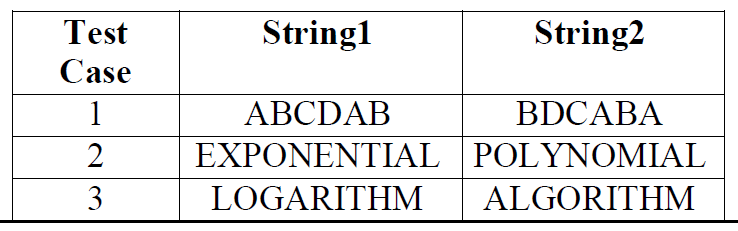 Test Case String1 String2
1 ABCDAB BDCABA
2 EXPONENTIAL POLYNOMIAL
3 LOGARITHM ALGORITHM